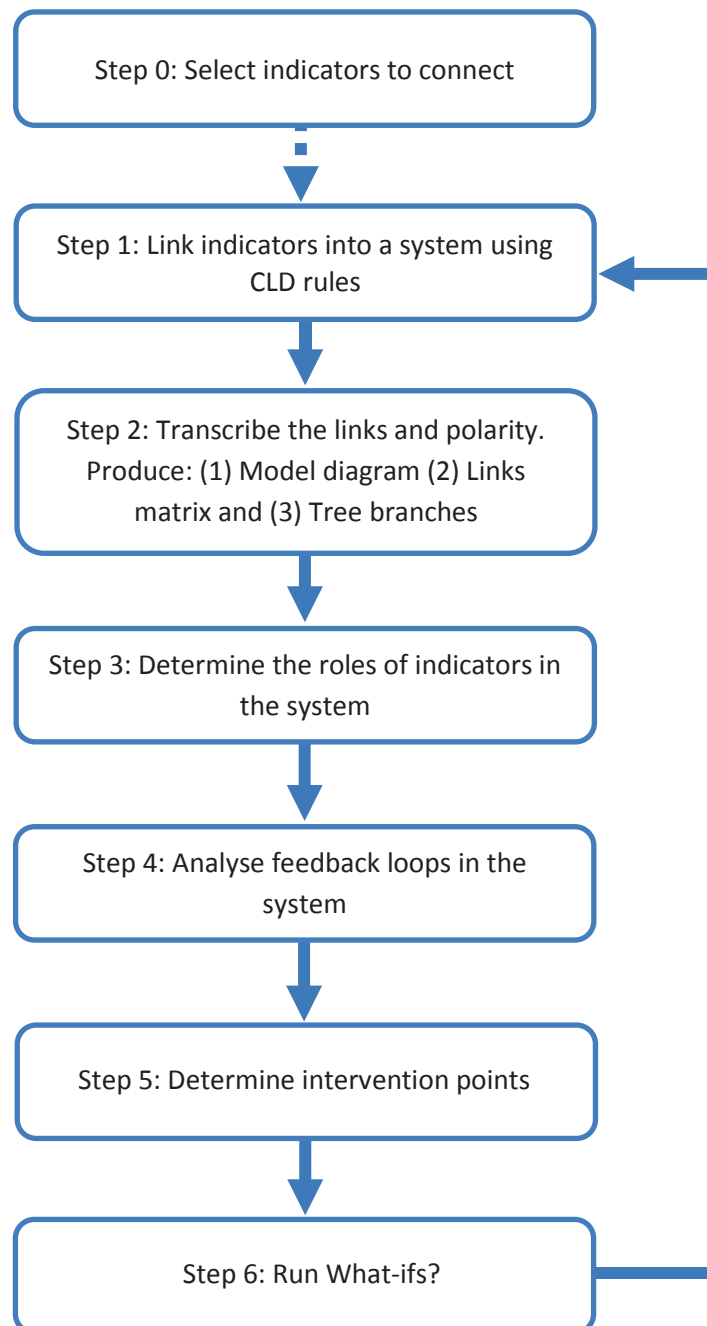 Step 0: Select indicators to connect
Step 1: Link indicators into a system using
CLD rules
Step 2: Transcribe the links and polarity.
Produce: (1) Model diagram (2) Links
matrix and (3) Tree branches
Step 3: Determine the roles of indicators in
the system
Step 4: Analyse feedback loops in the
system
Step 5: Determine intervention points
Step 6: Run What-ifs?